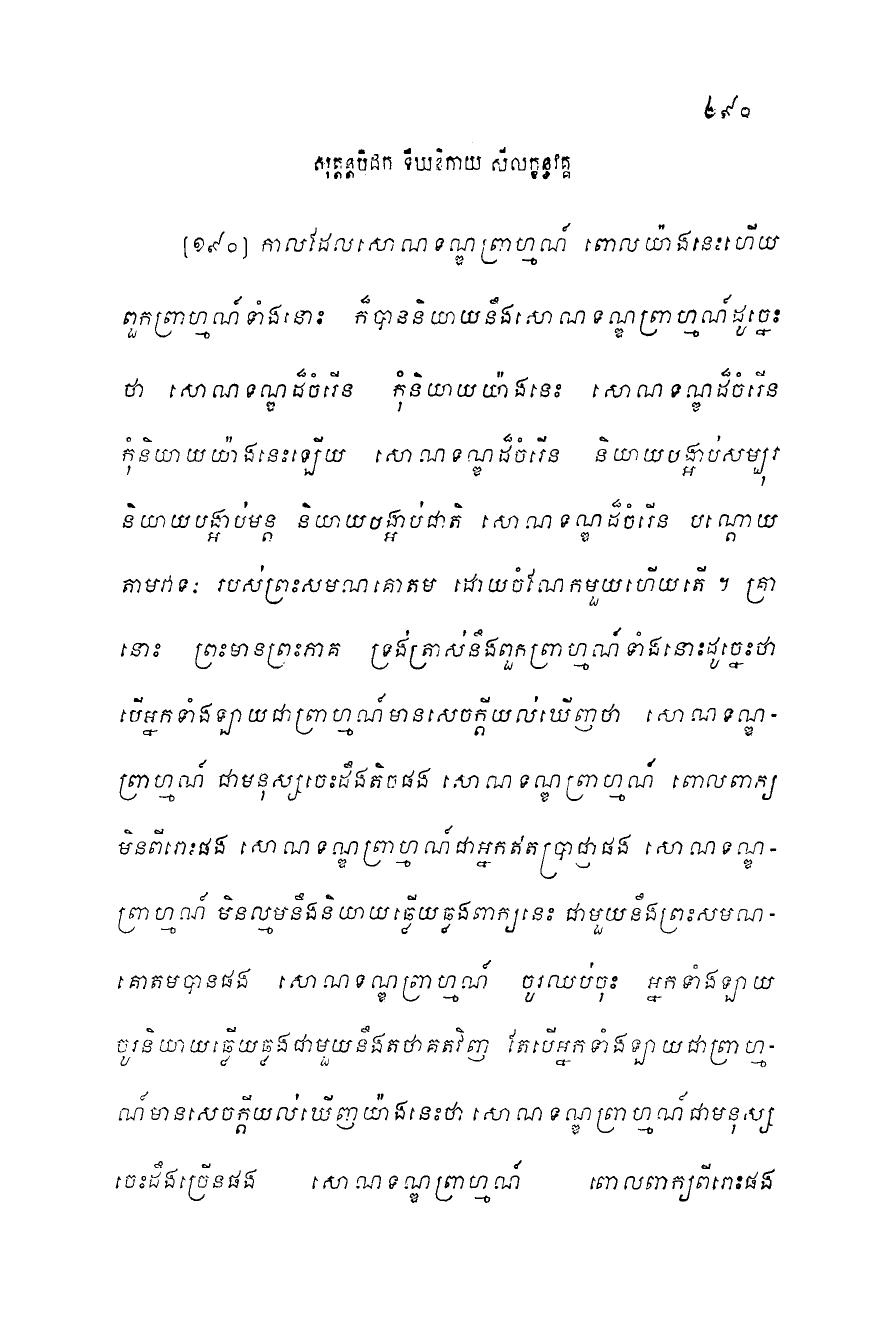 ២៩០
សុត្តន្តបិដក ទីឃនិកាយ សីលក្ខន្ធវគ្គ
[១៩០] កាលដែលសោណទណ្ឌព្រាហ្មណ៍ ពោលយ៉ាងនេះហើយ
ពួកព្រាហ្មណ៍ទាំងនោះ ក៏បាននិយាយនឹងសោណទណ្ឌព្រាហ្មណ៍ដូច្នេះ
ថា សោណទណ្ឌដ៏ចំរើន កុំនិយាយយ៉ាងនេះ សោណទណ្ឌដ៏ចំរើន
កុំនិយាយយ៉ាងនេះឡើយ សោណទណ្ឌដ៏ចំរើន និយាយបង្អាប់សម្បុរ
និយាយបង្អាប់មន្ត និយាយបង្អាប់ជាតិ សោណទណ្ឌដ៏ចំរើន បណ្តោយ
តាមវាទៈ របស់ព្រះសមណគោតម ដោយចំណែកមួយហើយតើ ។ គ្រា
នោះ ព្រះមានព្រះភាគ ទ្រង់ត្រាស់នឹងពួកព្រាហ្មណ៍ទាំងនោះដូច្នេះថា
បើអ្នកទាំងឡាយជាព្រាហ្មណ៍មានសេចក្តីយល់ឃើញថា សោណទណ្ឌ-
ព្រាហ្មណ៍ ជាមនុស្សចេះដឹងតិចផង សោណទណ្ឌព្រាហ្មណ៍ ពោលពាក្យ
មិនពីរោះផង សោណទណ្ឌព្រាហ្មណ៍ជាអ្នកឥតប្រាជ្ញាផង សោណទណ្ឌ-
ព្រាហ្មណ៍ មិនល្មមនឹងនិយាយឆ្លើយឆ្លងពាក្យនេះ ជាមួយនឹងព្រះសមណ-
គោតមបានផង សោណទណ្ឌព្រាហ្មណ៍ ចូរឈប់ចុះ អ្នកទាំងឡាយ
ចូរនិយាយឆ្លើយឆ្លងជាមួយនឹងតថាគតវិញ តែបើអ្នកទាំងឡាយជាព្រាហ្ម-
ណ៍មានសេចក្តីយល់ឃើញយ៉ាងនេះថា សោណទណ្ឌព្រាហ្មណ៍ជាមនុស្ស
ចេះដឹងច្រើនផង សោណទណ្ឌព្រាហ្មណ៍ ពោលពាក្យពីរោះផង